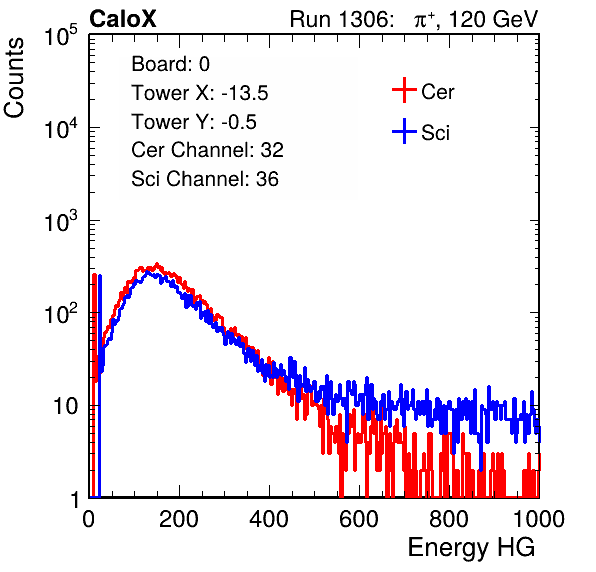 CaloX Run 1306: π⁺, 120 GeV
Counts
10⁵
10⁴
10³
10²
10
1
Board: 0
Tower X: -13.5
Tower Y: -0.5
Cer Channel: 32
Sci Channel: 36
Cer
Sci
0 200 400 600 800 1000
Energy HG